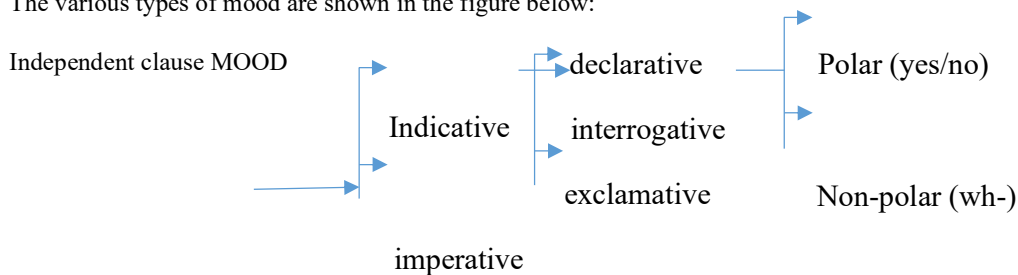 The various types of mood are shown in the figure below:
Independent clause MOOD
declarative
Polar (yes/no)
Indicative
interrogative
exclamative
Non-polar (wh-)
imperative